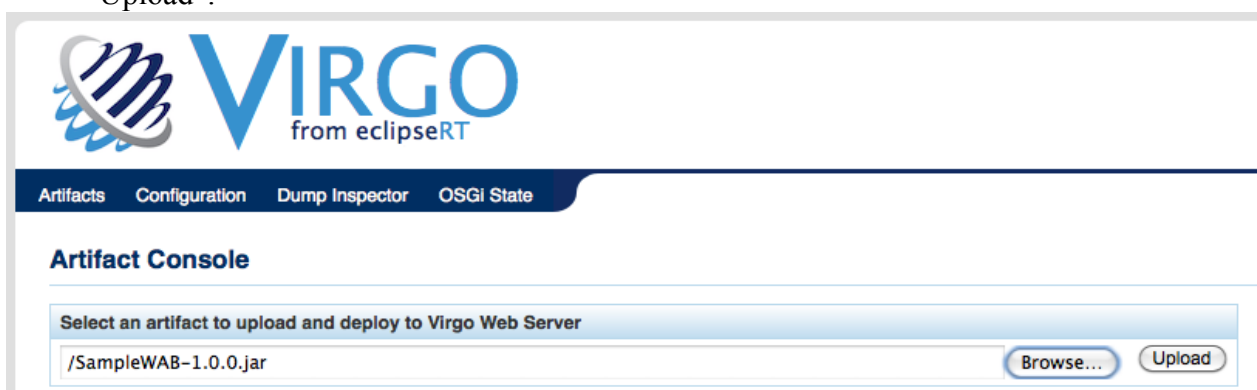 Upload".
VIRGO
from eclipseRT
Artifacts Configuration Dump Inspector OSGi State
Artifact Console
Select an artifact to upload and deploy to Virgo Web Server
/SampleWAB-1.0.0.jar Browse... Upload